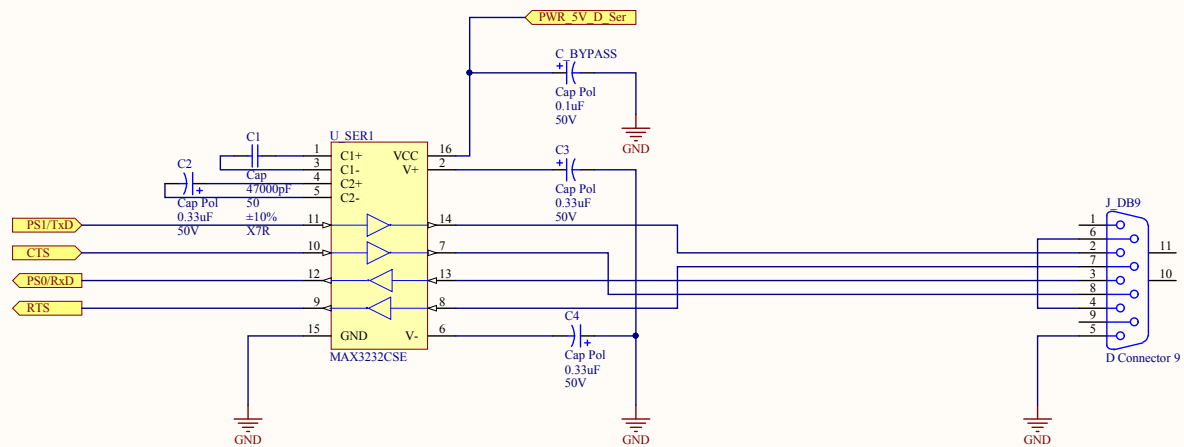 PWR_5V_D_Ser
C_BYPASS
+
Cap Pol
0.1uF
50V
GND
C1
Cap
47000pF
50
±10%
X7R
C2
+
Cap Pol
0.33uF
50V
U_SER1
1 C1+ VCC 16
3 C1- V+ 2
4 C2+
5 C2-
C3
+
Cap Pol
0.33uF
50V
J_DB9
PS1/TxD 11 14
CTS 10 7
PS0/RxD 12 13
RTS 9 8
15 GND V- 6
MAX3232CSE
C4
+
Cap Pol
0.33uF
50V
1
6
2
7
3
8
4
9
5
11
10
D Connector 9
GND
GND
GND